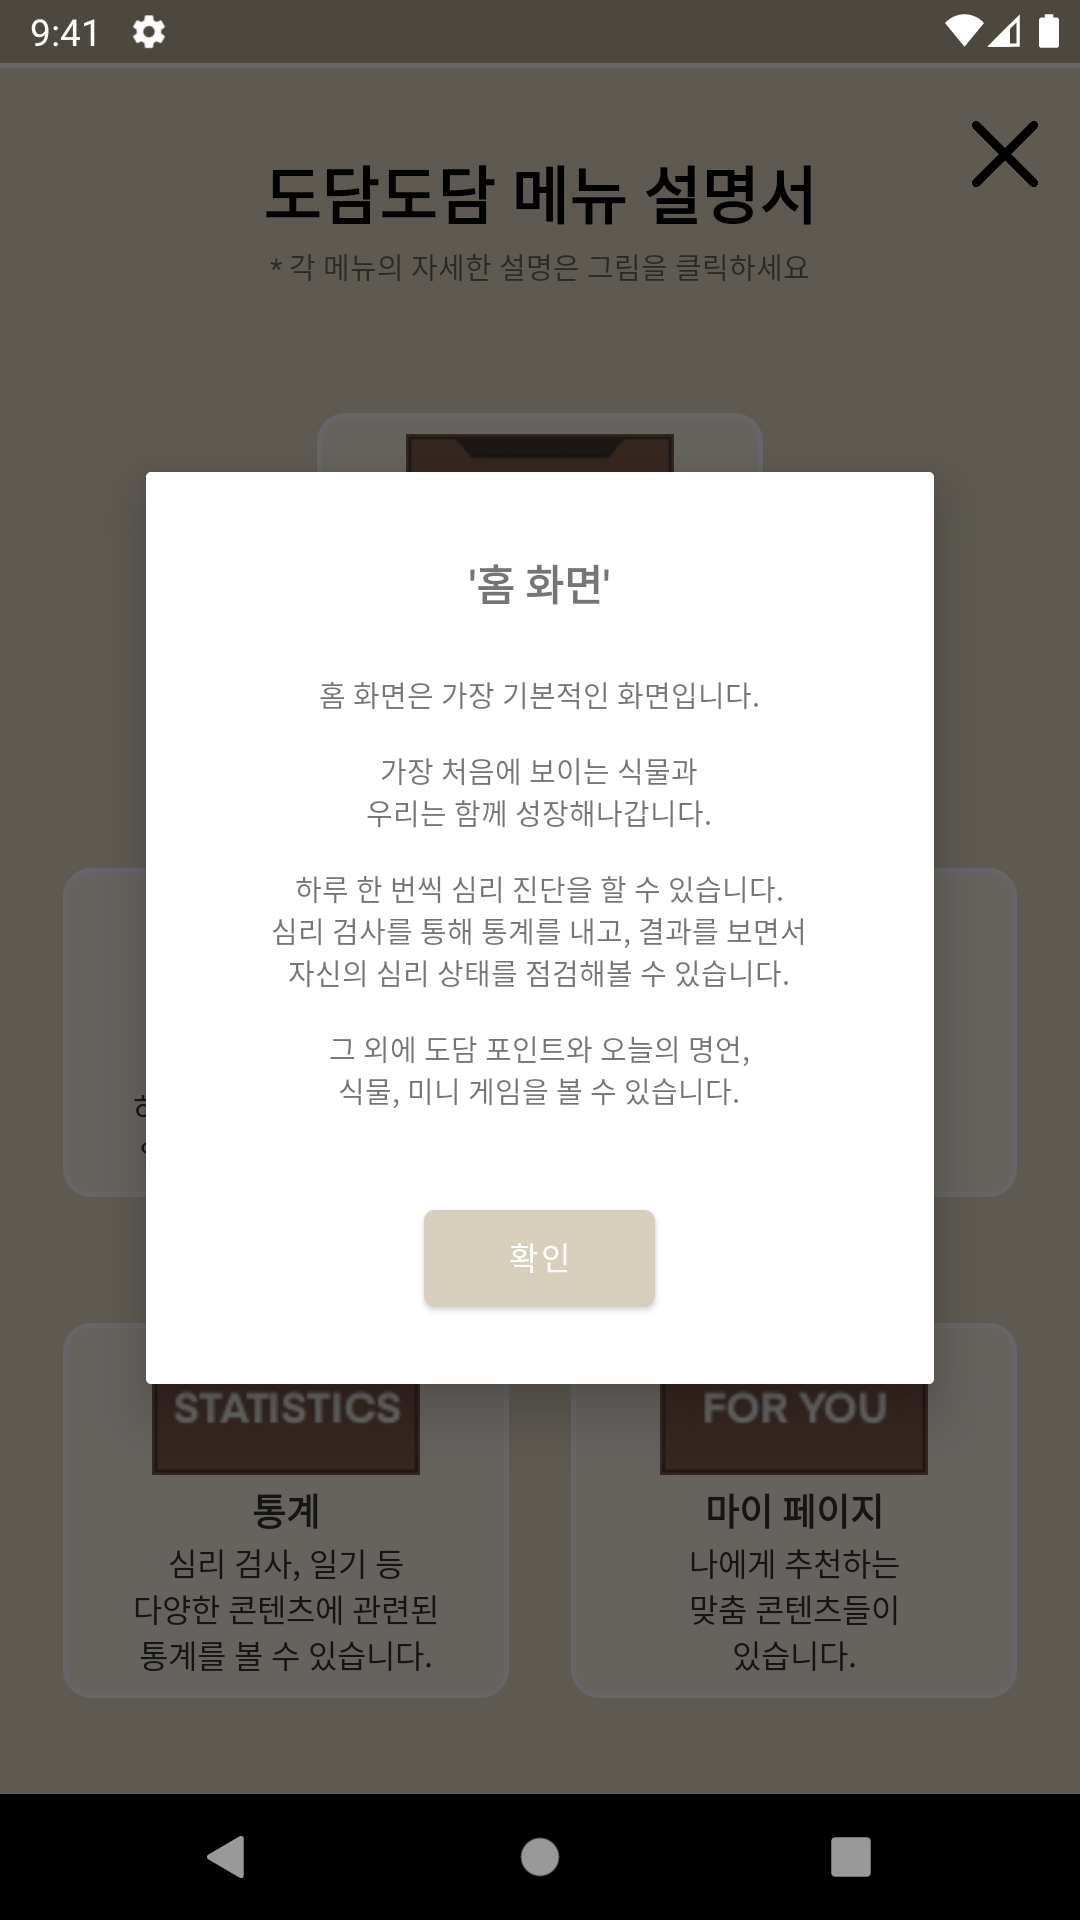 9:41
도담도담 메뉴 설명서
* 각 메뉴의 자세한 설명은 그림을 클릭하세요
'홈 화면'
홈 화면은 가장 기본적인 화면입니다.
가장 처음에 보이는 식물과
우리는 함께 성장해나갑니다.
하루 한 번씩 심리 진단을 할 수 있습니다.
심리 검사를 통해 통계를 내고, 결과를 보면서
자신의 심리 상태를 점검해볼 수 있습니다.
그 외에 도담 포인트와 오늘의 명언,
식물, 미니 게임을 볼 수 있습니다.
확인
STATISTICS
통계
심리 검사, 일기 등
다양한 콘텐츠에 관련된
통계를 볼 수 있습니다.
FOR YOU
마이 페이지
나에게 추천하는
맞춤 콘텐츠들이
있습니다.